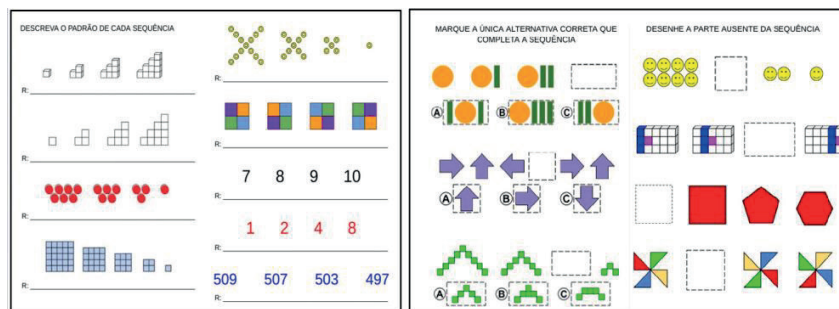 DESCREVA O PADRÃO DE CADA SEQUÊNCIA
R:
R:
R:
R:
R:
R:
7 8 9 10
R:
1 2 4 8
R:
509 507 503 497
R:
MARQUE A ÚNICA ALTERNATIVA CORRETA QUE
COMPLETA A SEQUÊNCIA
A B C
A B C
A B C
DESENHE A PARTE AUSENTE DA SEQUÊNCIA